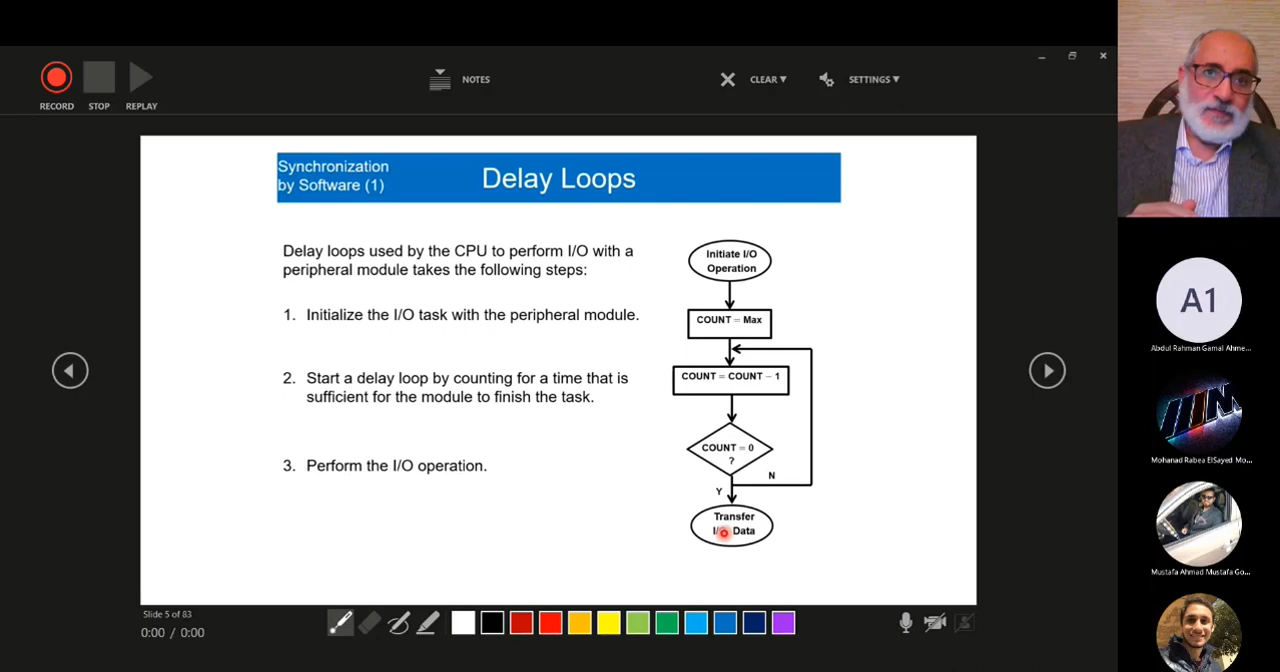 RECORD
STOP
REPLAY
NOTES
CLEAR
SETTINGS
Synchronization
by Software (1)
Delay Loops
Delay loops used by the CPU to perform I/O with a
peripheral module takes the following steps:
1. Initialize the I/O task with the peripheral module.
2. Start a delay loop by counting for a time that is
sufficient for the module to finish the task.
3. Perform the I/O operation.
Initiate I/O
Operation
COUNT = Max
COUNT = COUNT − 1
COUNT = 0
?
N
Y
Transfer
Data
Slide 5 of 83
0:00 / 0:00
A1
Abdul Rahman Gamal Ahme...
Mohanad Rabea ElSayed Mo...
Mustafa Ahmad Mustafa Go...